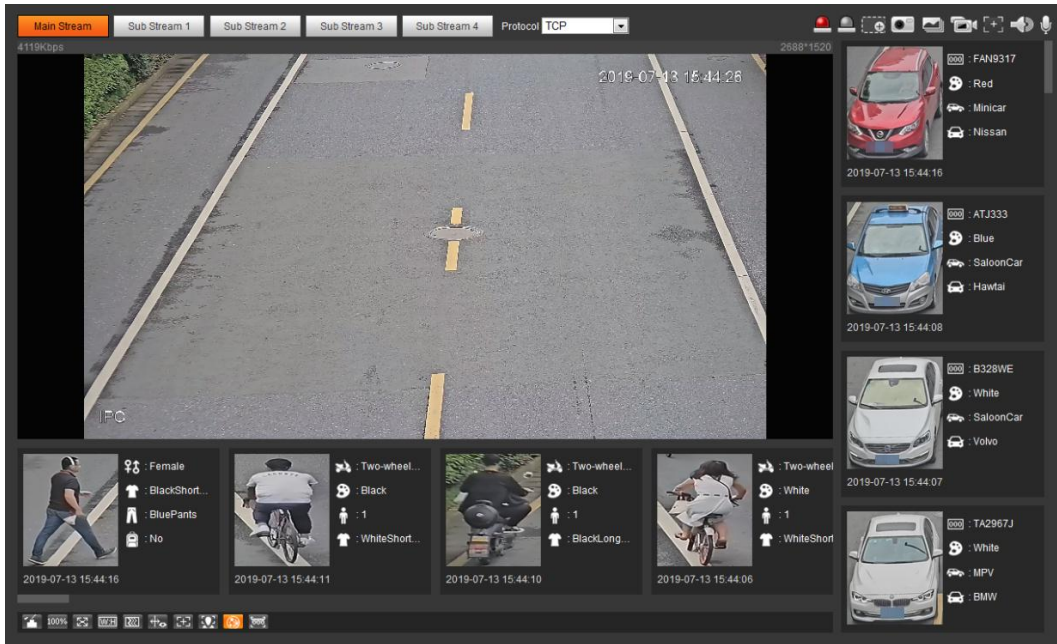 Main Stream
Sub Stream 1
Sub Stream 2
Sub Stream 3
Sub Stream 4
Protocol TCP
4119Kbps
2688*1520
2019-07-13 15:44:26
IPC
: FAN9317
: Red
: Minicar
: Nissan
2019-07-13 15:44:16
: ATJ333
: Blue
: SaloonCar
: Hawtai
2019-07-13 15:44:08
: B328WE
: White
: SaloonCar
: Volvo
2019-07-13 15:44:07
: TA2967J
: White
: MPV
: BMW
: Female
: BlackShort...
: BluePants
: No
2019-07-13 15:44:16
: Two-wheel...
: Black
: 1
: WhiteShort...
2019-07-13 15:44:11
: Two-wheel...
: Black
: 1
: BlackLong...
2019-07-13 15:44:10
: Two-wheel
: White
: 1
: WhiteShort
2019-07-13 15:44:06
100%
W:H